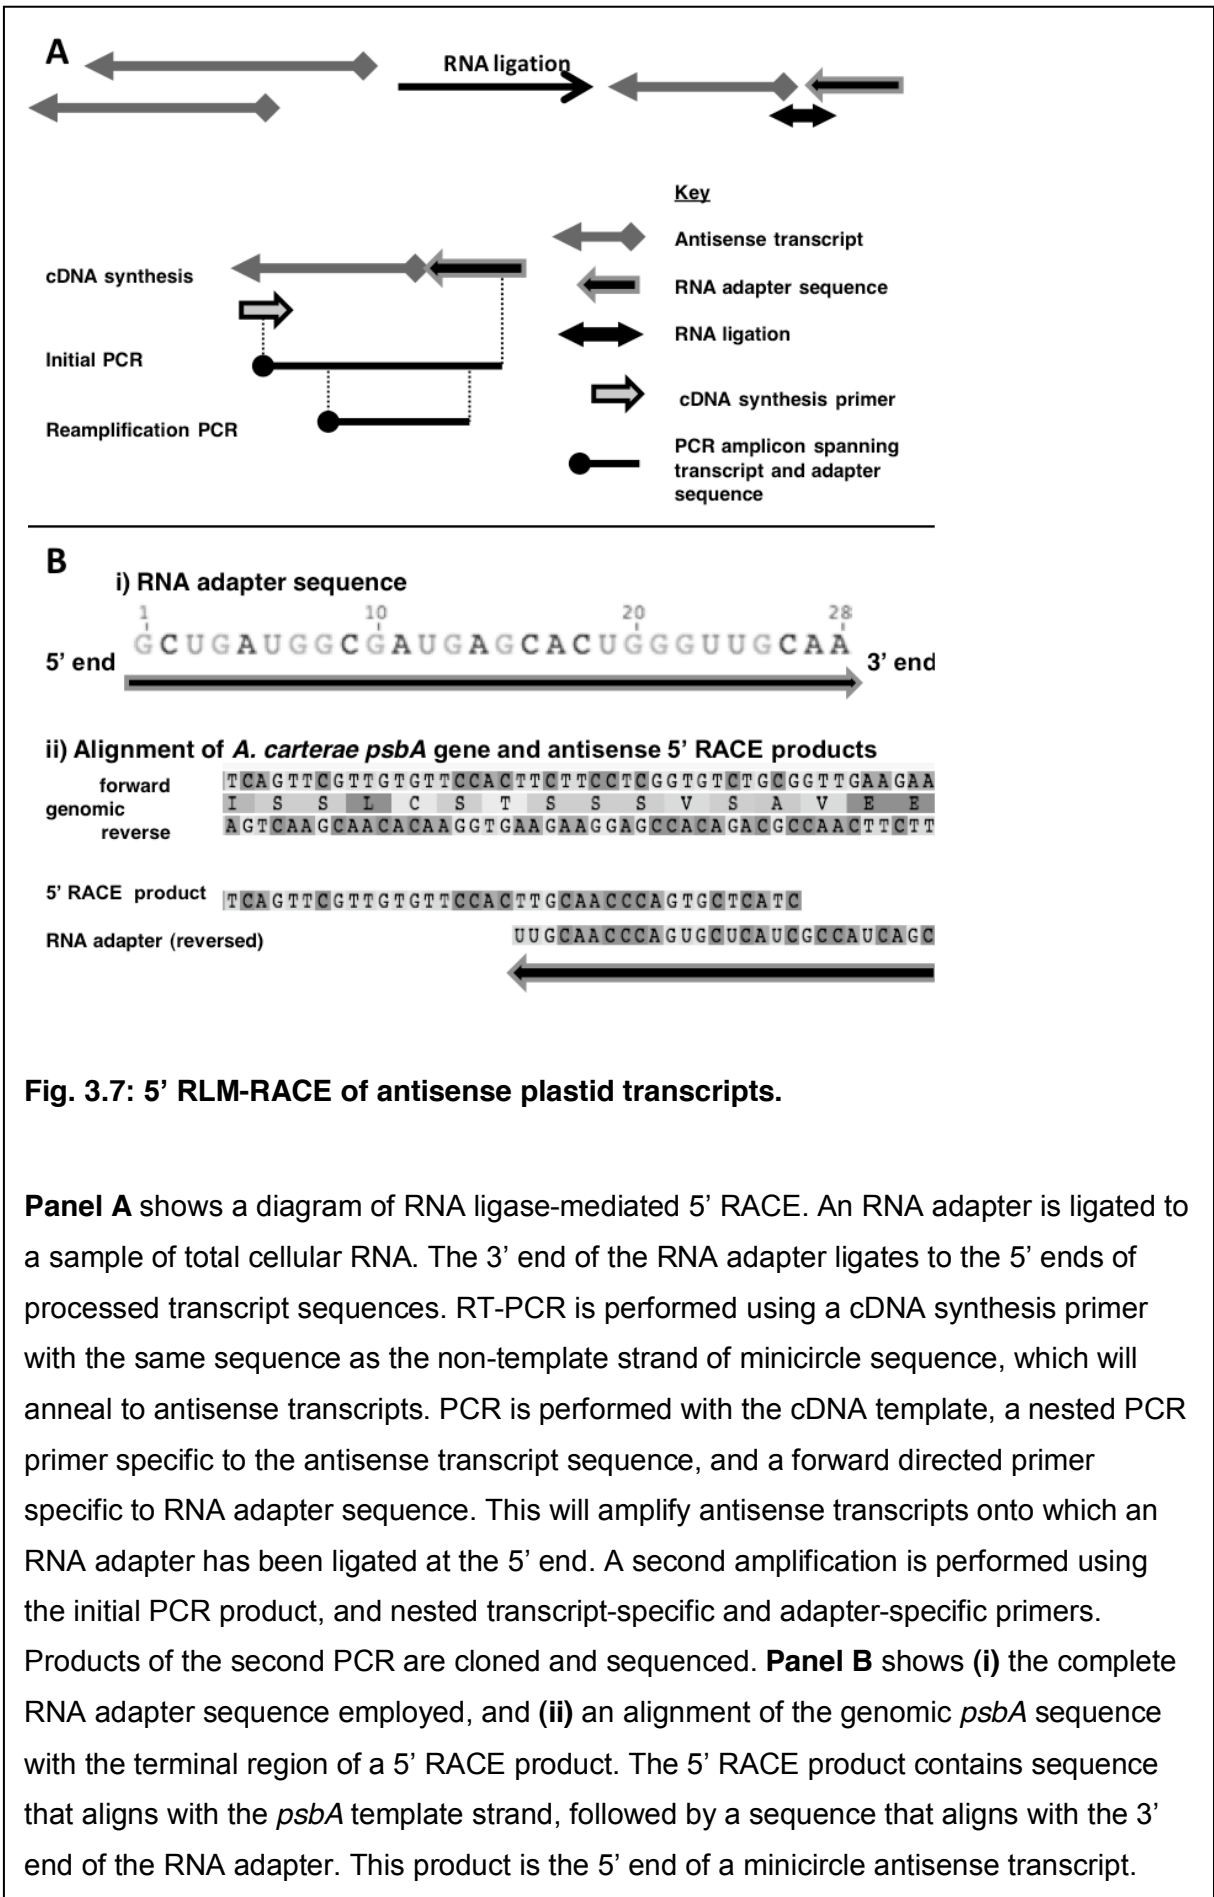 A
RNA ligation
Key
Antisense transcript
cDNA synthesis
RNA adapter sequence
RNA ligation
Initial PCR
cDNA synthesis primer
Reamplification PCR
PCR amplicon spanning
transcript and adapter
sequence
B
i) RNA adapter sequence
1 10 20 28
GCUGAUGGCGAUGAGCACUGGGUUGCAA
5' end 3' end
ii) Alignment of A. carterae psbA gene and antisense 5' RACE products
forward TCAGTTCGTTGTGTTCCACTTCTTCCTCGGTGTCTGCGGTTGAAGAA
genomic I S S L C S T S S S V S A V E E
reverse AGTCAAGCAACACAAGGTGAAGAAGGAGCCACAGACGCCAACTTCTT
5' RACE product TCAGTTCGTTGTGTTCCACTTGCAACCCAGTGCTCATC
RNA adapter (reversed) UUGCAACCCAGUGCUCAUCGCCAUCAGC
Fig. 3.7: 5' RLM-RACE of antisense plastid transcripts.
Panel A shows a diagram of RNA ligase-mediated 5' RACE. An RNA adapter is ligated to
a sample of total cellular RNA. The 3' end of the RNA adapter ligates to the 5' ends of
processed transcript sequences. RT-PCR is performed using a cDNA synthesis primer
with the same sequence as the non-template strand of minicircle sequence, which will
anneal to antisense transcripts. PCR is performed with the cDNA template, a nested PCR
primer specific to the antisense transcript sequence, and a forward directed primer
specific to RNA adapter sequence. This will amplify antisense transcripts onto which an
RNA adapter has been ligated at the 5' end. A second amplification is performed using
the initial PCR product, and nested transcript-specific and adapter-specific primers.
Products of the second PCR are cloned and sequenced. Panel B shows (i) the complete
RNA adapter sequence employed, and (ii) an alignment of the genomic psbA sequence
with the terminal region of a 5' RACE product. The 5' RACE product contains sequence
that aligns with the psbA template strand, followed by a sequence that aligns with the 3'
end of the RNA adapter. This product is the 5' end of a minicircle antisense transcript.